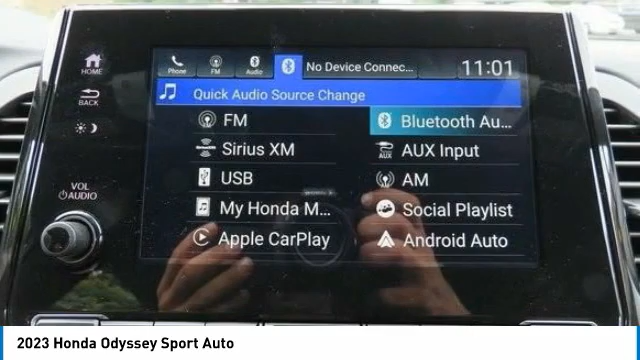 HOME
BACK
VOL
AUDIO
Phone
FM
Audio
No Device Connec...
11:01
Quick Audio Source Change
FM
Bluetooth Au...
Sirius XM
AUX Input
USB
AM
My Honda M...
Social Playlist
Apple CarPlay
Android Auto
2023 Honda Odyssey Sport Auto